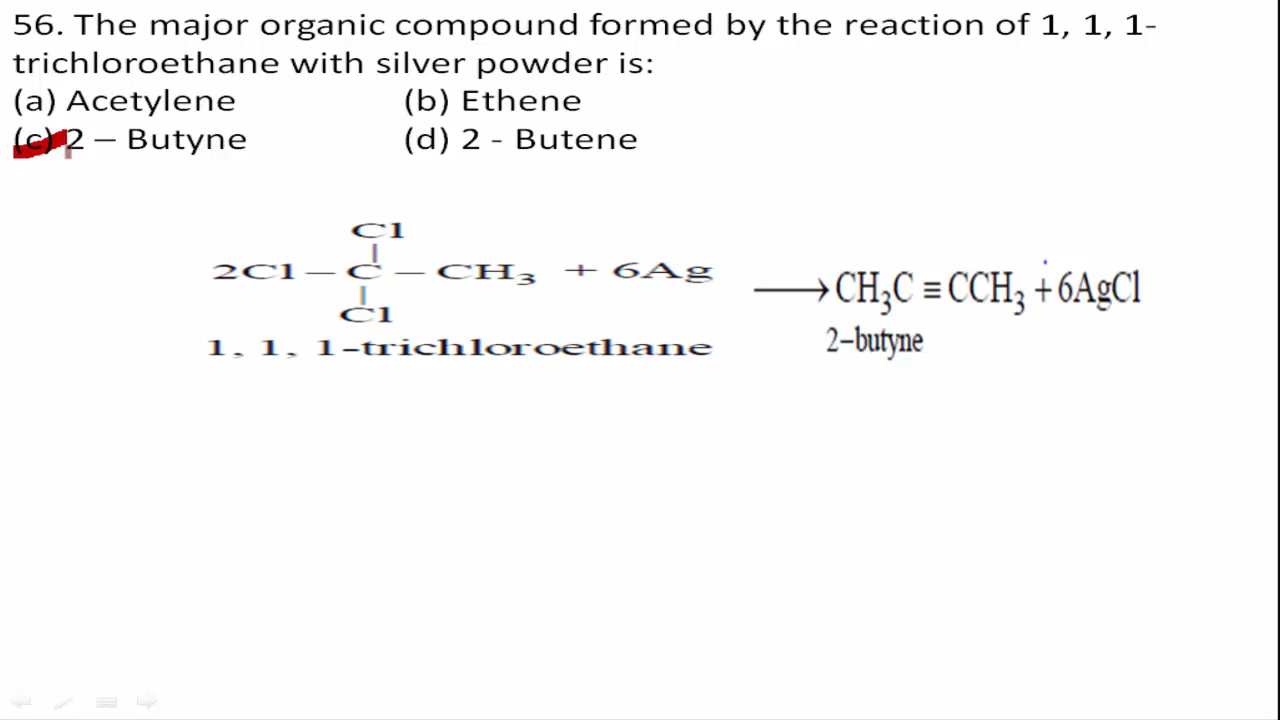 56. The major organic compound formed by the reaction of 1, 1, 1-
trichloroethane with silver powder is:
(a) Acetylene (b) Ethene
(c) 2 – Butyne (d) 2 - Butene
Cl
2Cl – C – CH₃ + 6Ag ⟶ CH₃C ≡ CCH₃ + 6AgCl
Cl
1, 1, 1-trichloroethane 2–butyne